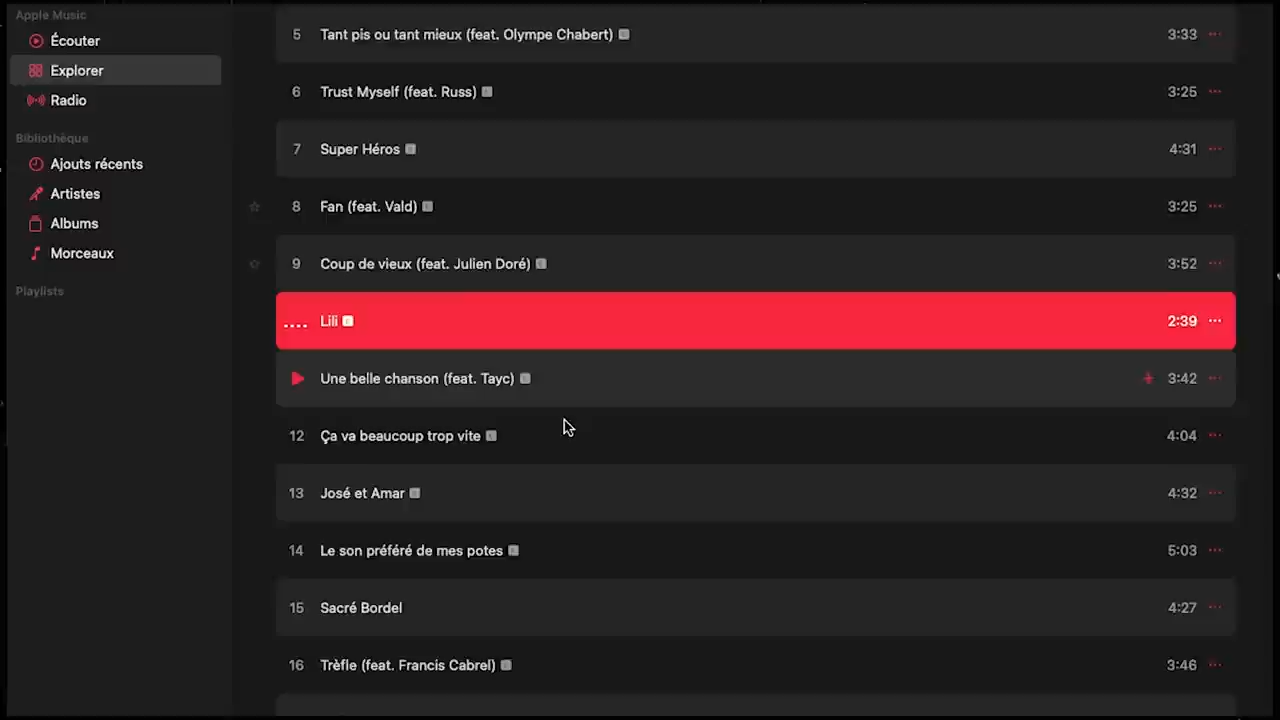 Apple Music
Écouter
Explorer
Radio
Bibliothèque
Ajouts récents
Artistes
Albums
Morceaux
Playlists
5 Tant pis ou tant mieux (feat. Olympe Chabert) 3:33
6 Trust Myself (feat. Russ) 3:25
7 Super Héros 4:31
8 Fan (feat. Vald) 3:25
9 Coup de vieux (feat. Julien Doré) 3:52
Lili 2:39
Une belle chanson (feat. Tayc) 3:42
12 Ça va beaucoup trop vite 4:04
13 José et Amar 4:32
14 Le son préféré de mes potes 5:03
15 Sacré Bordel 4:27
16 Trèfle (feat. Francis Cabrel) 3:46